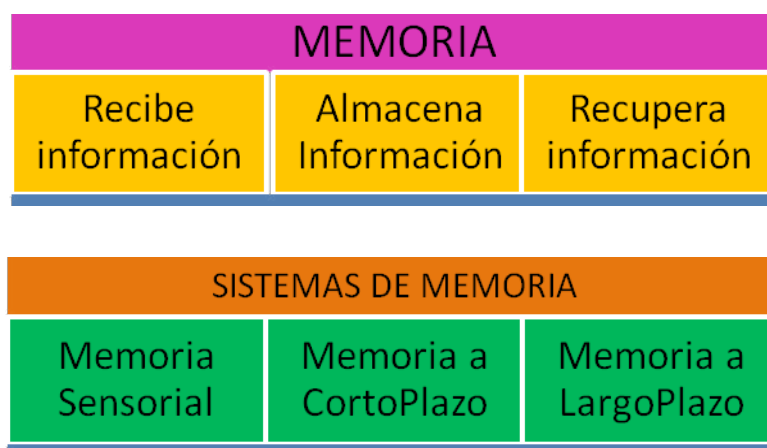 MEMORIA
Recibe
información
Almacena
Información
Recupera
información
SISTEMAS DE MEMORIA
Memoria
Sensorial
Memoria a
CortoPlazo
Memoria a
LargoPlazo